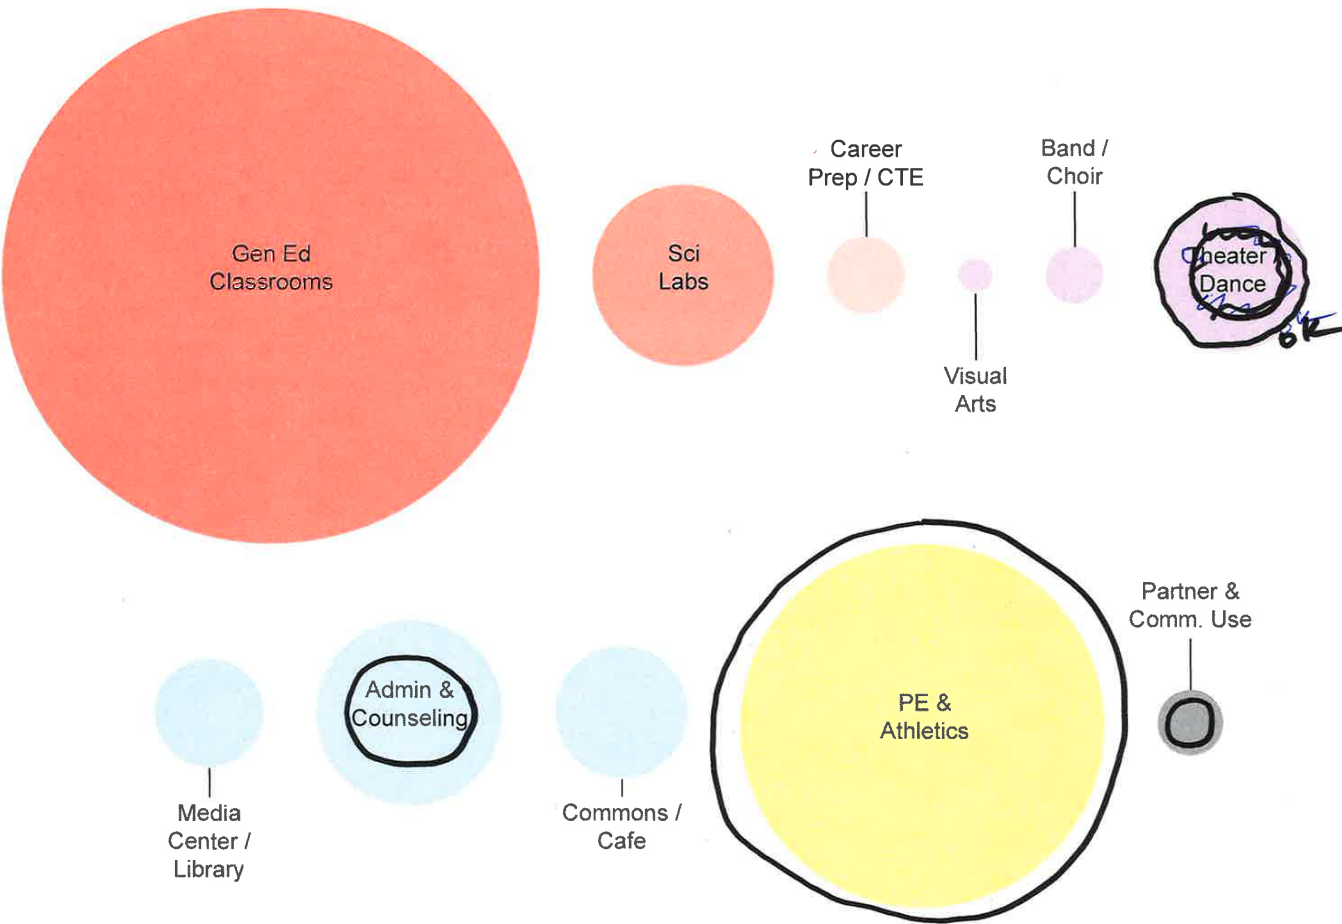 Career
Prep / CTE
Band /
Choir
Gen Ed
Classrooms
Sci
Labs
Theater /
Dance
OK
Visual
Arts
Partner &
Comm. Use
Admin &
Counseling
PE &
Athletics
Media
Center /
Library
Commons /
Cafe